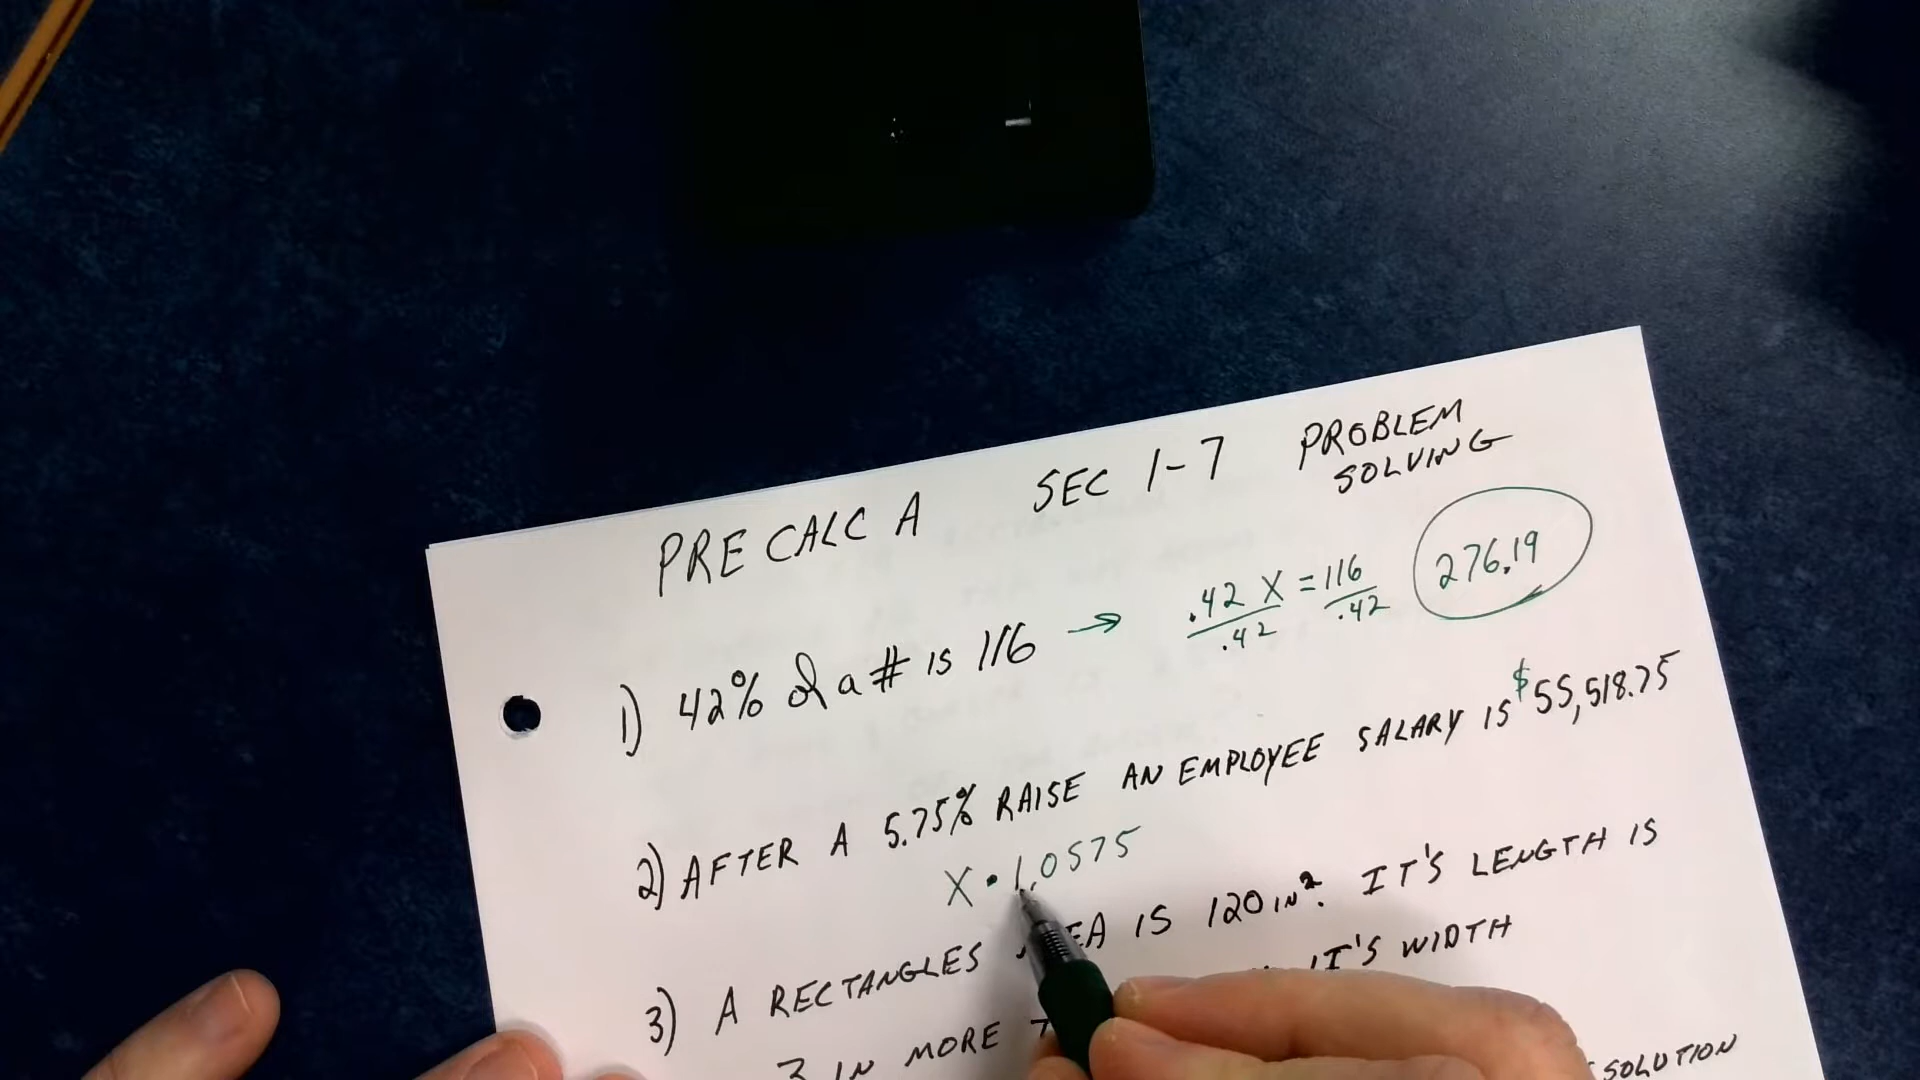 PRE CALC A SEC 1-7 PROBLEM
SOLVING
1) 42% of a # is 116 → .42 X = 116 276.19
.42 .42
2) AFTER A 5.75% RAISE AN EMPLOYEE SALARY IS $55,518.75
X • 1.0575
3) A RECTANGLES IS 120 IN². IT'S LENGTH IS
3 IN MORE IT'S WIDTH
SOLUTION